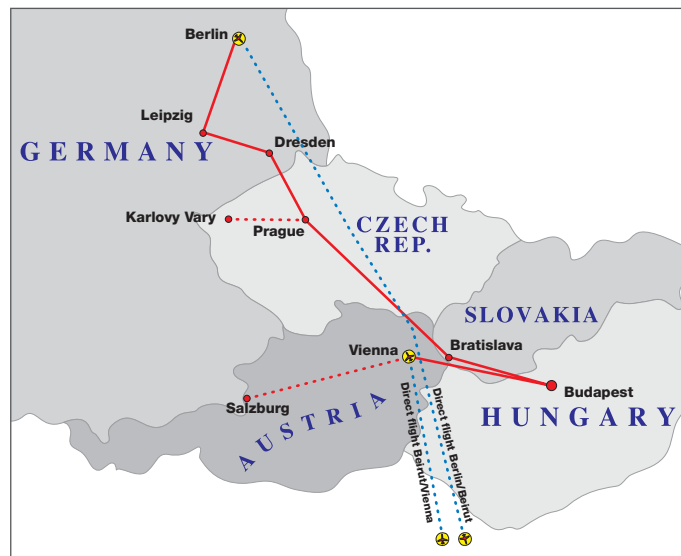 Berlin
Leipzig
Dresden
GERMANY
Karlovy Vary
Prague
CZECH
REP.
SLOVAKIA
Vienna
Bratislava
Budapest
Salzburg
AUSTRIA
HUNGARY
Direct flight Beirut/Vienna
Direct flight Berlin/Beirut